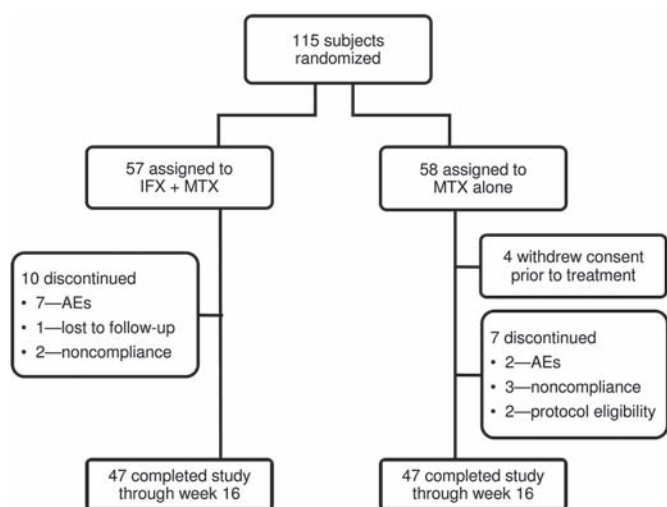 115 subjects
randomized
57 assigned to
IFX + MTX
58 assigned to
MTX alone
4 withdrew consent
prior to treatment
10 discontinued
• 7—AEs
• 1—lost to follow-up
• 2—noncompliance
7 discontinued
• 2—AEs
• 3—noncompliance
• 2—protocol eligibility
47 completed study
through week 16
47 completed study
through week 16